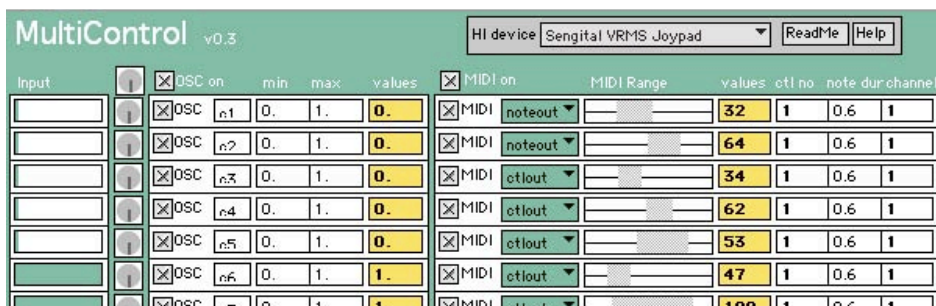 MultiControl v0.3 HI device Sengital VRMS Joypad ReadMe Help
Input OSC on min max values MIDI on MIDI Range values ctl no note dur channel
OSC c1 0. 1. 0. MIDI noteout 32 1 0.6 1
OSC c2 0. 1. 0. MIDI noteout 64 1 0.6 1
OSC c3 0. 1. 0. MIDI ctlout 34 1 0.6 1
OSC c4 0. 1. 0. MIDI ctlout 62 1 0.6 1
OSC c5 0. 1. 0. MIDI ctlout 53 1 0.6 1
OSC c6 0. 1. 1. MIDI ctlout 47 1 0.6 1